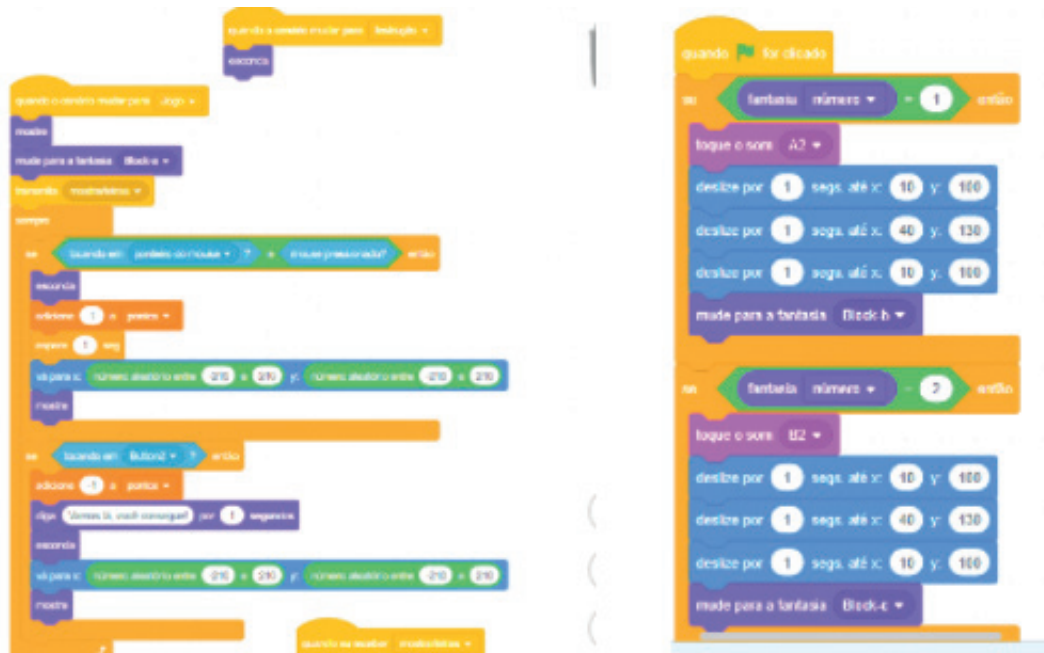 quando o cenário mudar para Instrução
esconda
quando o cenário mudar para Jogo
mostre
mude para a fantasia Block-a
transmita
sempre
se tocando em ponteiro do mouse ? e mouse pressionado? então
esconda
adicione 1 a pontos
espere 1 seg
vá para x: número aleatório entre -210 e 210 y: número aleatório entre -210 e 210
mostre
se tocando em Button2 ? então
adicione -1 a pontos
diga Vamos lá, você consegue! por 1 segundos
esconda
vá para x: número aleatório entre -210 e 210 y: número aleatório entre -210 e 210
mostre
quando eu receber
quando for clicado
se fantasia número = 1 então
toque o som A2
deslize por 1 segs. até x: 10 y: 100
deslize por 1 segs. até x: 40 y: 130
deslize por 1 segs. até x: 10 y: 100
mude para a fantasia Block-b
se fantasia número = 2 então
toque o som B2
deslize por 1 segs. até x: 10 y: 100
deslize por 1 segs. até x: 40 y: 130
deslize por 1 segs. até x: 10 y: 100
mude para a fantasia Block-c